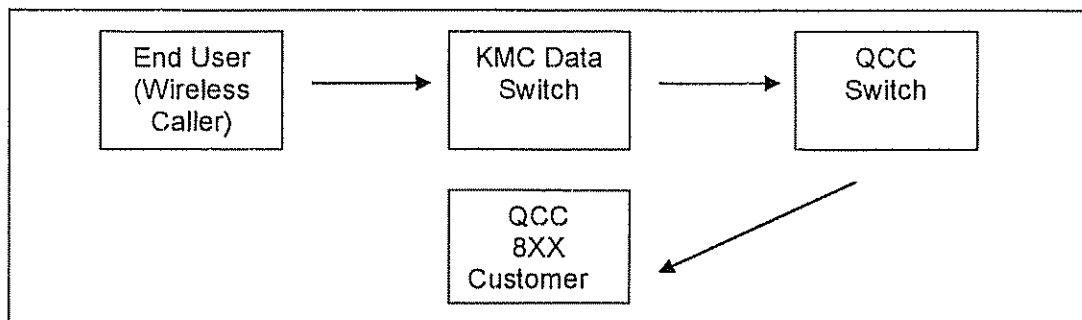 End User
(Wireless
Caller)
KMC Data
Switch
QCC
Switch
QCC
8XX
Customer